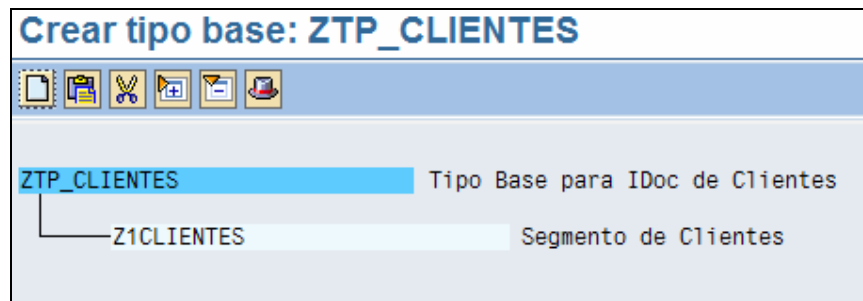 Crear tipo base: ZTP_CLIENTES
ZTP_CLIENTES Tipo Base para IDoc de Clientes
Z1CLIENTES Segmento de Clientes